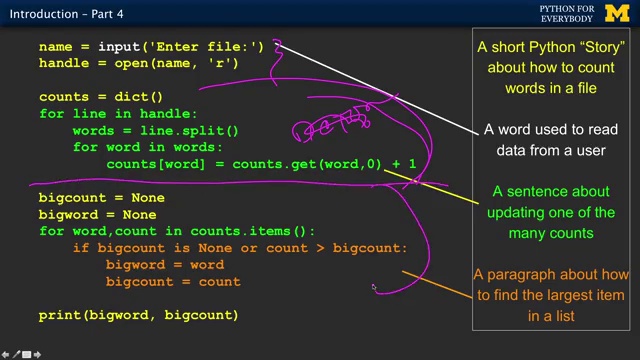 Introduction - Part 4
PYTHON FOR
EVERYBODY
name = input('Enter file:')
handle = open(name, 'r')
counts = dict()
for line in handle:
words = line.split()
for word in words:
counts[word] = counts.get(word,0) + 1
bigcount = None
bigword = None
for word,count in counts.items():
if bigcount is None or count > bigcount:
bigword = word
bigcount = count
print(bigword, bigcount)
A short Python “Story”
about how to count
words in a file
A word used to read
data from a user
A sentence about
updating one of the
many counts
A paragraph about how
to find the largest item
in a list